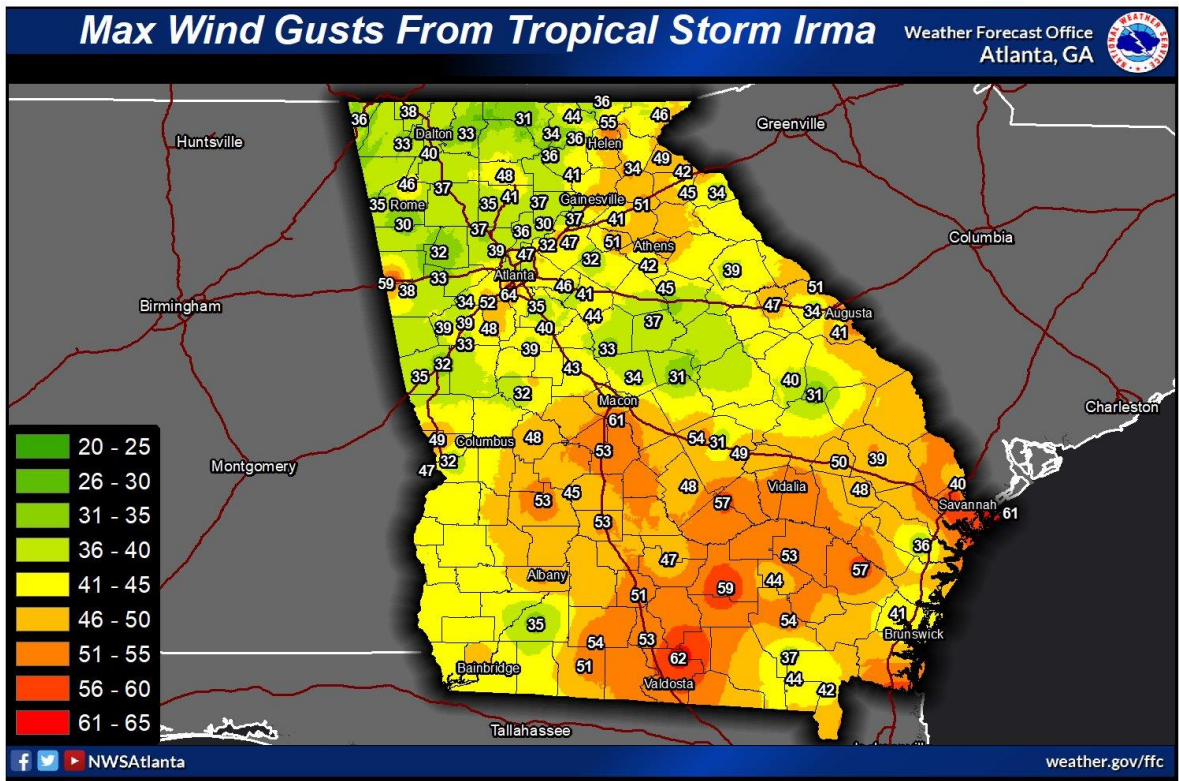 Max Wind Gusts From Tropical Storm Irma
Weather Forecast Office
Atlanta, GA
NATIONAL WEATHER SERVICE
36
36 38 31 44 55 46
Huntsville Dalton 33 34 36 Helen Greenville
33 40 36 49
48 41 34 42
46 37 45 34
35 Rome 35 41 37 Gainesville 51
30 37 36 30 37 41
32 39 47 32 47 51 Athens Columbia
32 42 39
59 38 33 Atlanta 46 45 51
Birmingham 64 41
34 52 35 44 37 47 34 Augusta
39 39 48 40 41
33 39 33
35 32 43 34 31 40
32 Macon 31 Charleston
61
20 - 25 49 Columbus 48 53 54 31 49
26 - 30 Montgomery 47 32 50 39
31 - 35 53 45 48 57 Vidalia 48 40
36 - 40 53 Savannah 61
41 - 45 47 53 36
46 - 50 Albany 51 59 44 57
51 - 55 35 54 41
56 - 60 54 53 Brunswick
61 - 65 Bainbridge 51 62 37
Valdosta 44 42
Tallahassee
NWSAtlanta
weather.gov/ffc